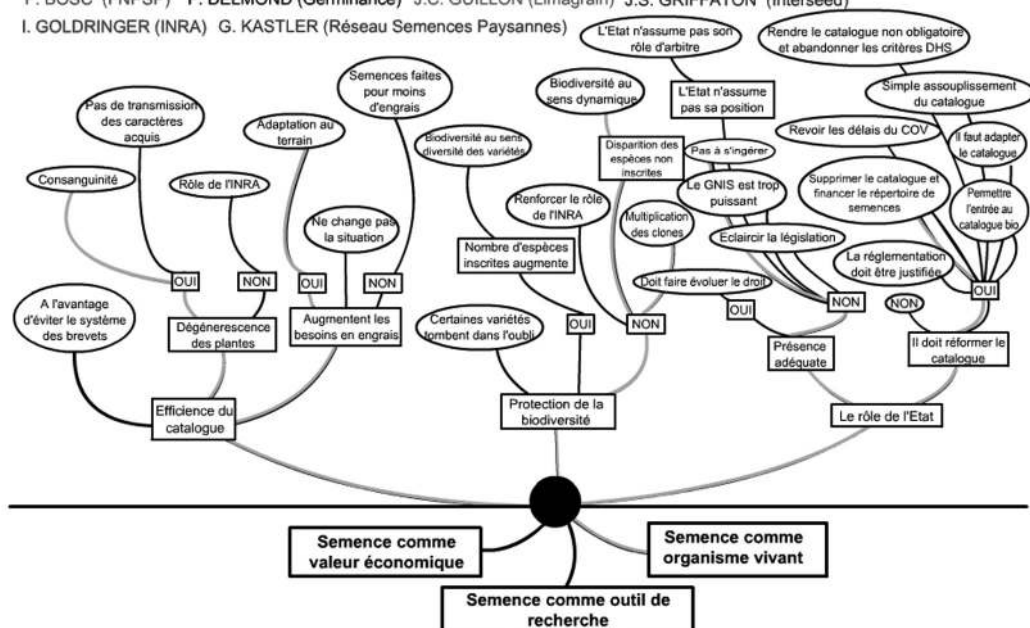 P. BOSC (FNPSP) F. DELMOND (Germinance) J.C. GUILLON (Limagrain) J.S. GRIFFATON (Interseed)
I. GOLDRINGER (INRA) G. KASTLER (Réseau Semences Paysannes)
L'Etat n'assume pas son
rôle d'arbitre
Rendre le catalogue non obligatoire
et abandonner les critères DHS
Semences faites
pour moins
d'engrais
Biodiversité au
sens dynamique
L'Etat n'assume
pas sa position
Simple assouplissement
du catalogue
Pas de transmission
des caractères
acquis
Adaptation au
terrain
Biodiversité au sens
diversité des variétés
Disparition des
espèces non
inscrites
Pas à s'ingérer
Revoir les délais du COV
Il faut adapter
le catalogue
Consanguinité
Rôle de l'INRA
Ne change pas
la situation
Renforcer le rôle
de l'INRA
Multiplication
des clones
Le GNIS est trop
puissant
Supprimer le catalogue et
financer le répertoire de
semences
Permettre
l'entrée au
catalogue bio
Nombre d'espèces
inscrites augmente
Eclaircir la législation
La réglementation
doit être justifiée
Doit faire évoluer le droit
OUI
NON
OUI
NON
OUI
NON
OUI
NON
NON
OUI
A l'avantage
d'éviter le système
des brevets
Dégénerescence
des plantes
Augmentent les
besoins en engrais
Certaines variétés
tombent dans l'oubli
Présence
adéquate
Il doit réformer le
catalogue
Efficience du
catalogue
Protection de la
biodiversité
Le rôle de l'Etat
Semence comme
valeur économique
Semence comme
organisme vivant
Semence comme outil de
recherche